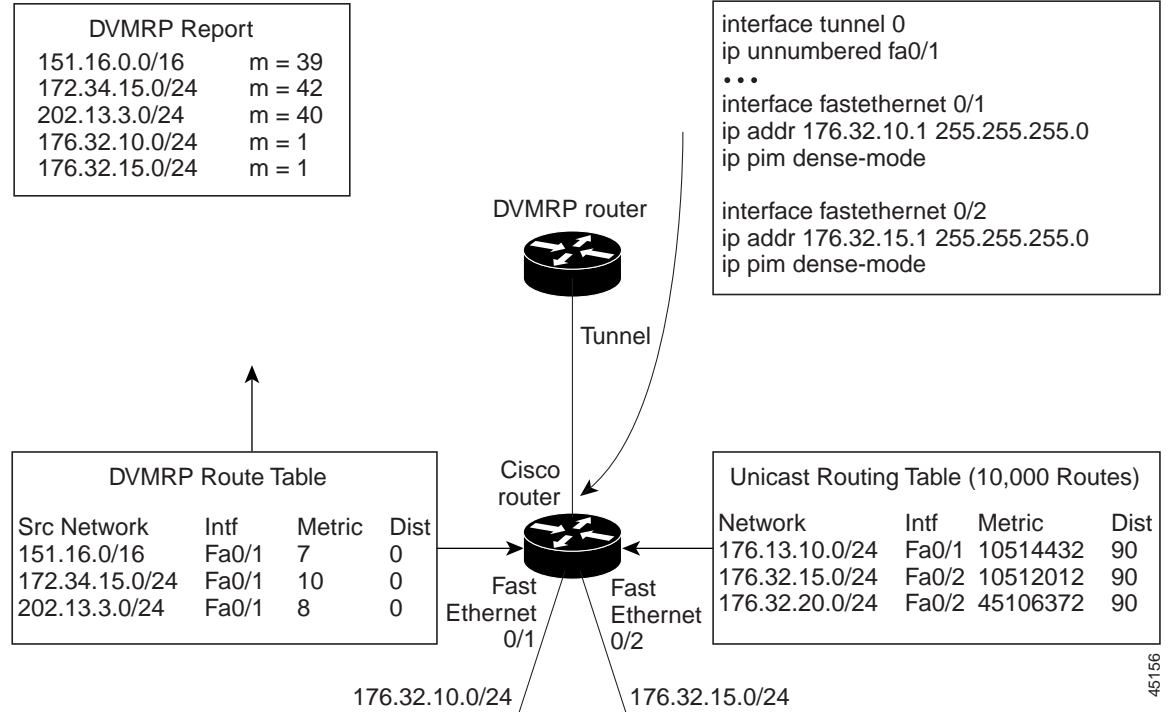 DVMRP Report
151.16.0.0/16 m = 39
172.34.15.0/24 m = 42
202.13.3.0/24 m = 40
176.32.10.0/24 m = 1
176.32.15.0/24 m = 1
interface tunnel 0
ip unnumbered fa0/1
• • •
interface fastethernet 0/1
ip addr 176.32.10.1 255.255.255.0
ip pim dense-mode
interface fastethernet 0/2
ip addr 176.32.15.1 255.255.255.0
ip pim dense-mode
DVMRP router
Tunnel
Cisco
router
DVMRP Route Table
Src Network Intf Metric Dist
151.16.0/16 Fa0/1 7 0
172.34.15.0/24 Fa0/1 10 0
202.13.3.0/24 Fa0/1 8 0
Unicast Routing Table (10,000 Routes)
Network Intf Metric Dist
176.13.10.0/24 Fa0/1 10514432 90
176.32.15.0/24 Fa0/2 10512012 90
176.32.20.0/24 Fa0/2 45106372 90
Fast
Ethernet
0/1
Fast
Ethernet
0/2
176.32.10.0/24
176.32.15.0/24
45156